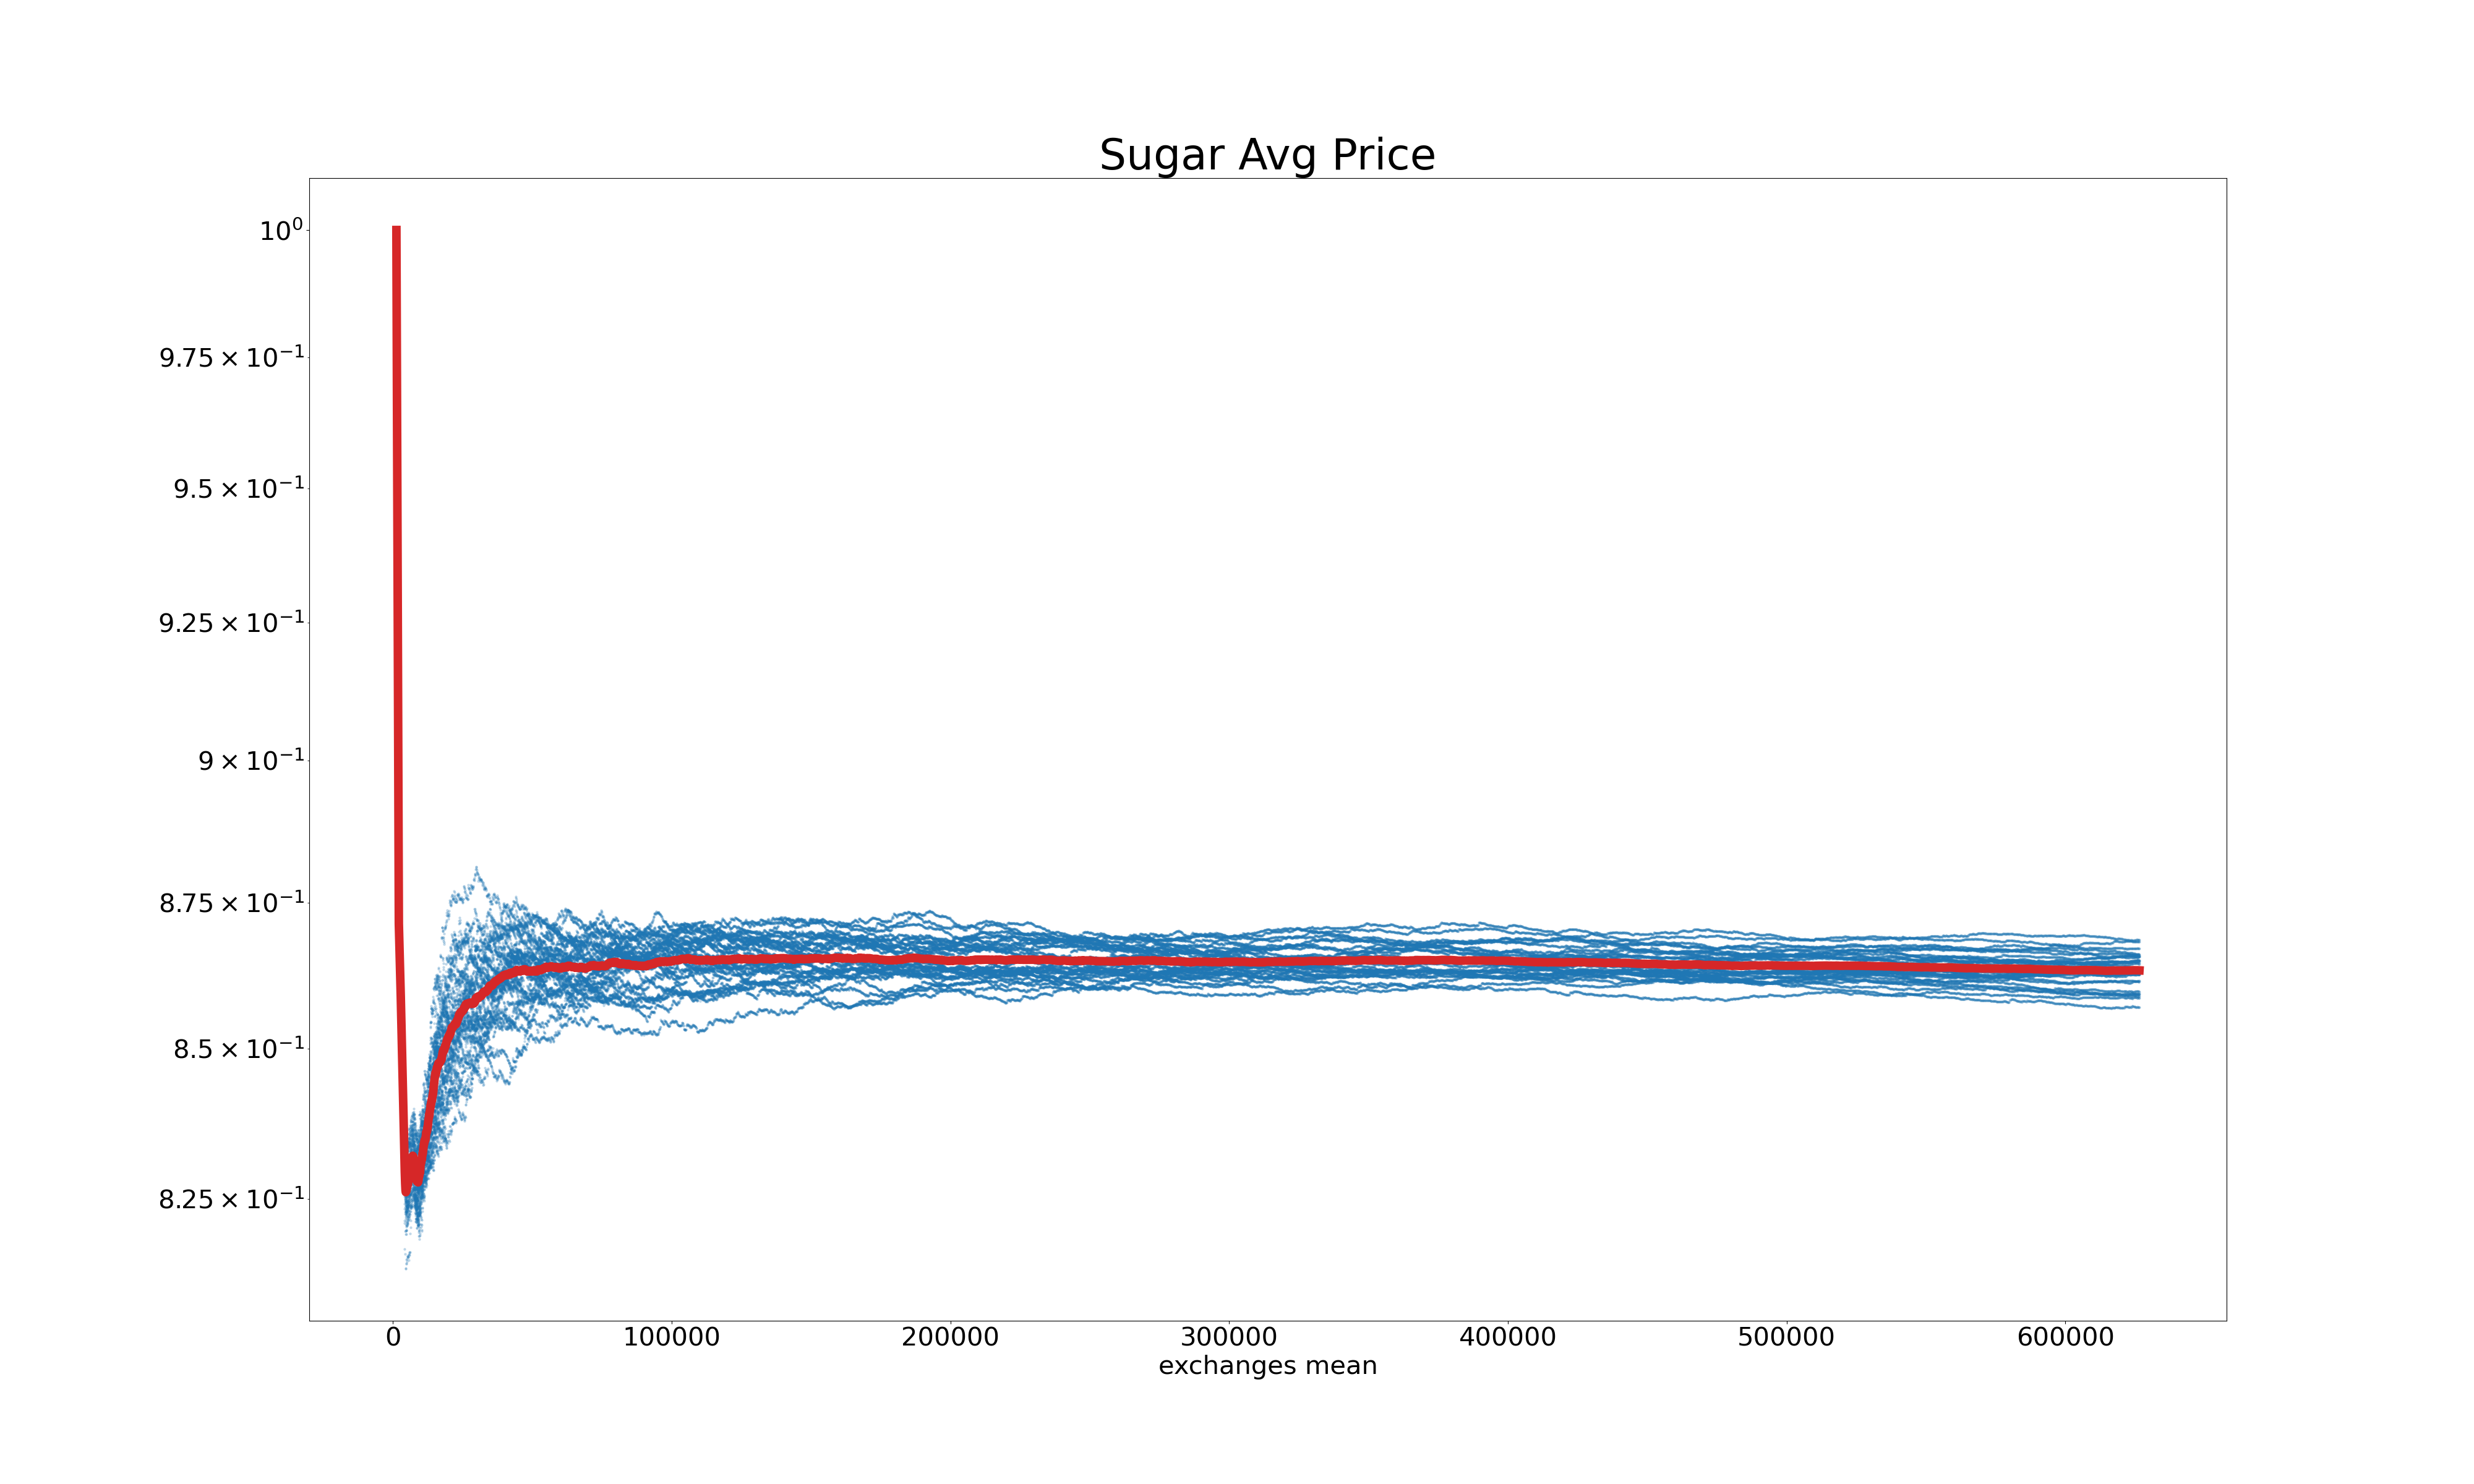 Sugar Avg Price
10⁰
9.75 × 10⁻¹
9.5 × 10⁻¹
9.25 × 10⁻¹
9 × 10⁻¹
8.75 × 10⁻¹
8.5 × 10⁻¹
8.25 × 10⁻¹
0 100000 200000 300000 400000 500000 600000
exchanges mean